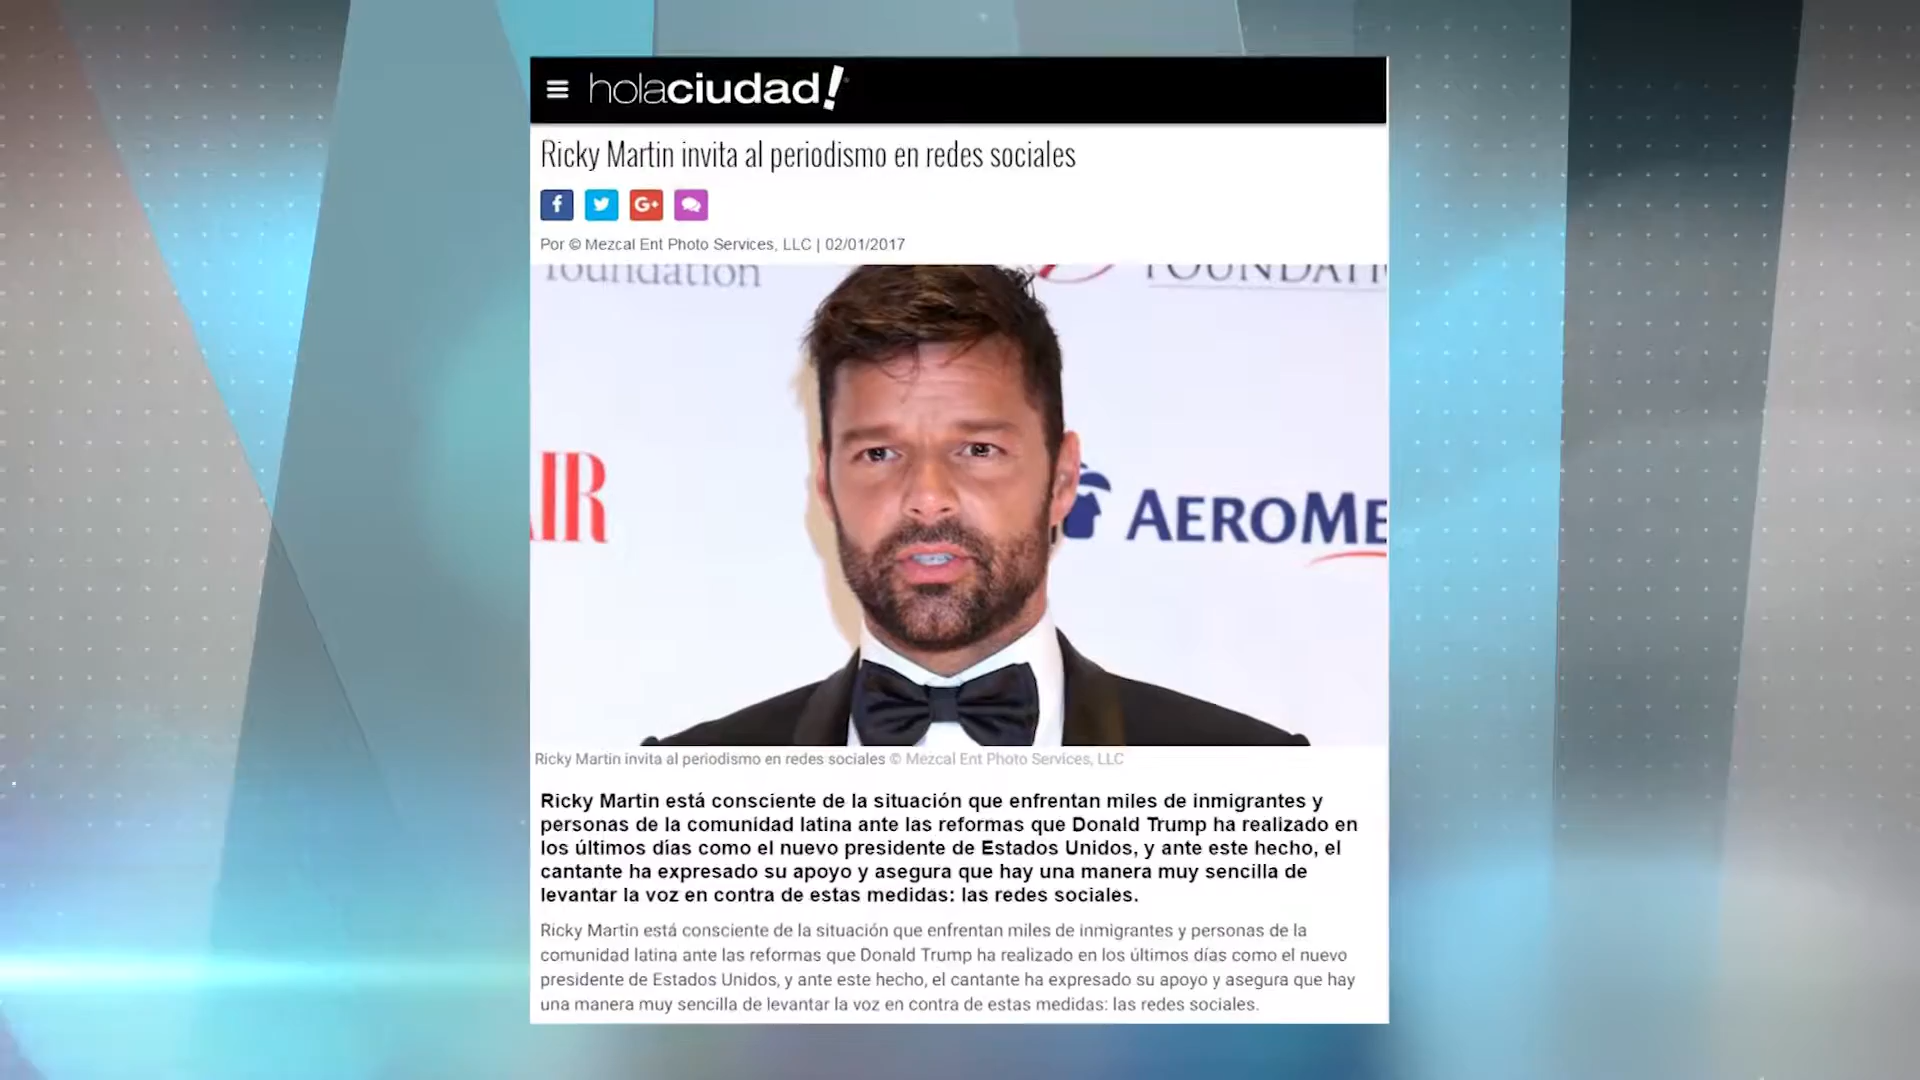 holaciudad!
Ricky Martin invita al periodismo en redes sociales
f G+
Por © Mezcal Ent Photo Services, LLC | 02/01/2017
foundation
FOUNDATI
IR
AEROME
Ricky Martin invita al periodismo en redes sociales © Mezcal Ent Photo Services, LLC
Ricky Martin está consciente de la situación que enfrentan miles de inmigrantes y
personas de la comunidad latina ante las reformas que Donald Trump ha realizado en
los últimos días como el nuevo presidente de Estados Unidos, y ante este hecho, el
cantante ha expresado su apoyo y asegura que hay una manera muy sencilla de
levantar la voz en contra de estas medidas: las redes sociales.
Ricky Martin está consciente de la situación que enfrentan miles de inmigrantes y personas de la
comunidad latina ante las reformas que Donald Trump ha realizado en los últimos días como el nuevo
presidente de Estados Unidos, y ante este hecho, el cantante ha expresado su apoyo y asegura que hay
una manera muy sencilla de levantar la voz en contra de estas medidas: las redes sociales.